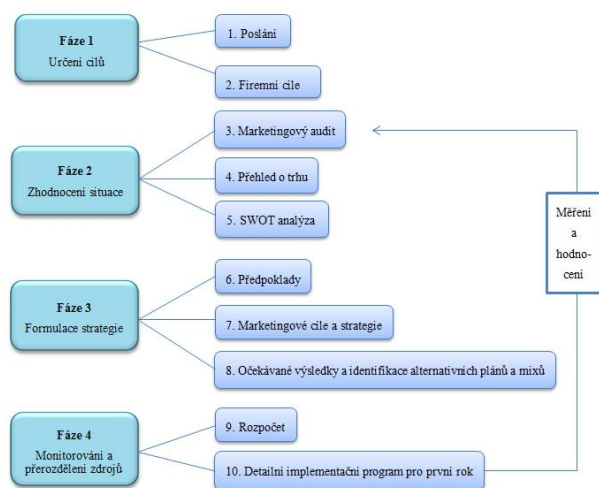 Fáze 1
Určení cílů
1. Poslání
2. Firemní cíle
Fáze 2
Zhodnocení situace
3. Marketingový audit
4. Přehled o trhu
5. SWOT analýza
Fáze 3
Formulace strategie
6. Předpoklady
7. Marketingové cíle a strategie
8. Očekávané výsledky a identifikace alternativních plánů a mixů
Fáze 4
Monitorování a
přerozdělení zdrojů
9. Rozpočet
10. Detailní implementační program pro první rok
Měření
a
hodno-
cení